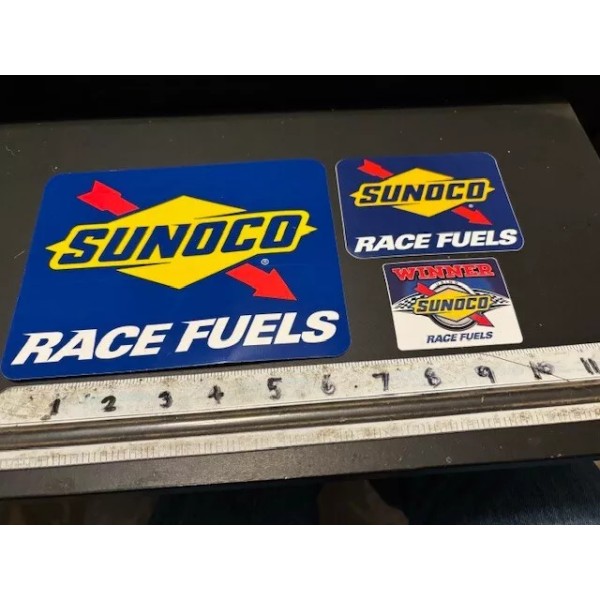 SUNOCO
®
RACE FUELS
SUNOCO
®
RACE FUELS
WINNER
USING
SUNOCO
RACE FUELS
1 2 3 4 5 6 7 8 9 10 11